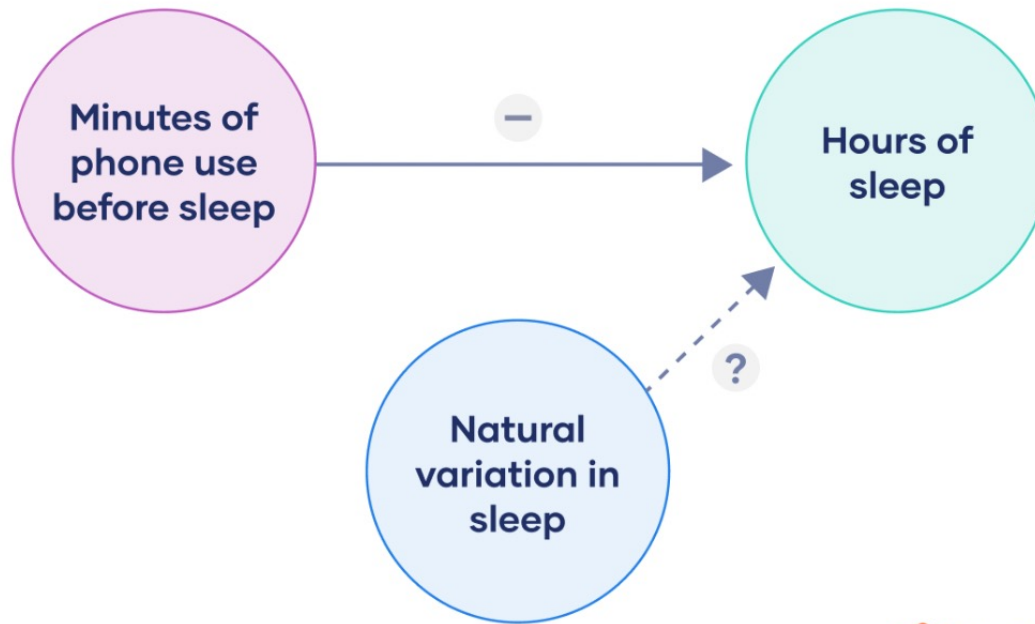 Minutes of
phone use
before sleep
−
Hours of
sleep
?
Natural
variation in
sleep